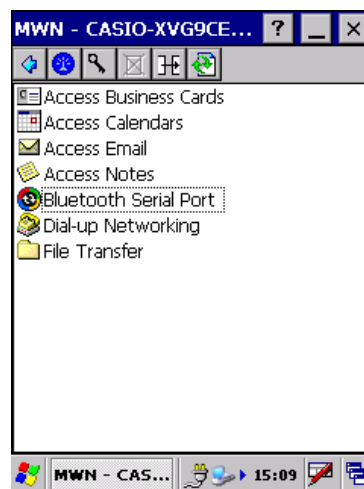 MWN - CASIO-XVG9CE... ? _ ×
Access Business Cards
Access Calendars
Access Email
Access Notes
Bluetooth Serial Port
Dial-up Networking
File Transfer
MWN - CAS... 15:09